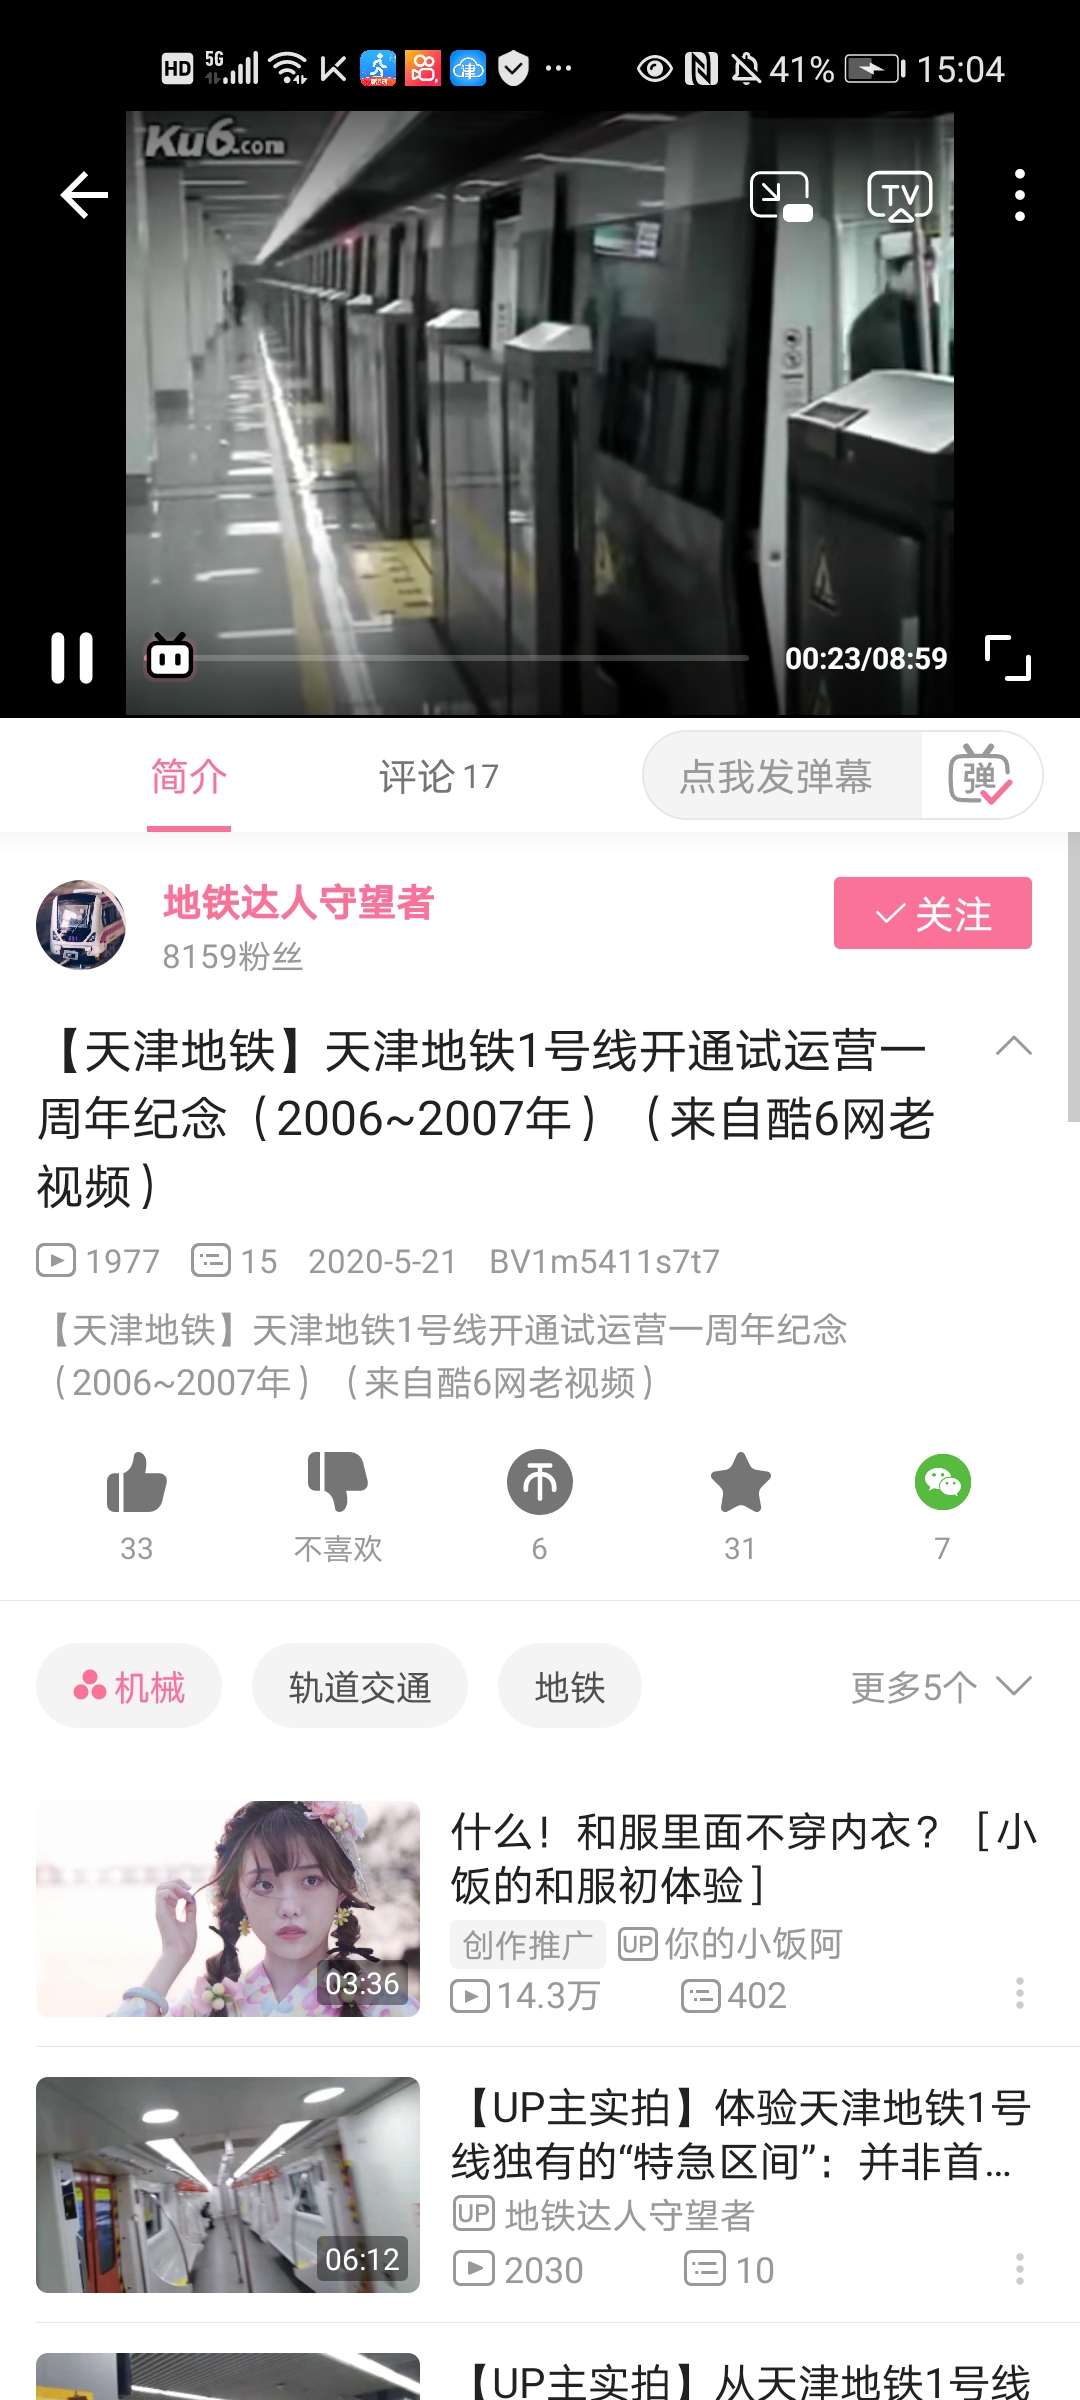 HD 5G 41% 15:04
Ku6.com
TV
00:23/08:59
简介 评论 17 点我发弹幕 弹
地铁达人守望者
8159粉丝
关注
【天津地铁】天津地铁1号线开通试运营一
周年纪念（2006~2007年）（来自酷6网老
视频）
1977 15 2020-5-21 BV1m5411s7t7
【天津地铁】天津地铁1号线开通试运营一周年纪念
（2006~2007年）（来自酷6网老视频）
33 不喜欢 6 31 7
机械 轨道交通 地铁 更多5个
什么！和服里面不穿内衣？［小
饭的和服初体验］
创作推广 UP 你的小饭阿
03:36
14.3万 402
【UP主实拍】体验天津地铁1号
线独有的“特急区间”：并非首...
UP 地铁达人守望者
06:12
2030 10
【UP主实拍】从天津地铁1号线